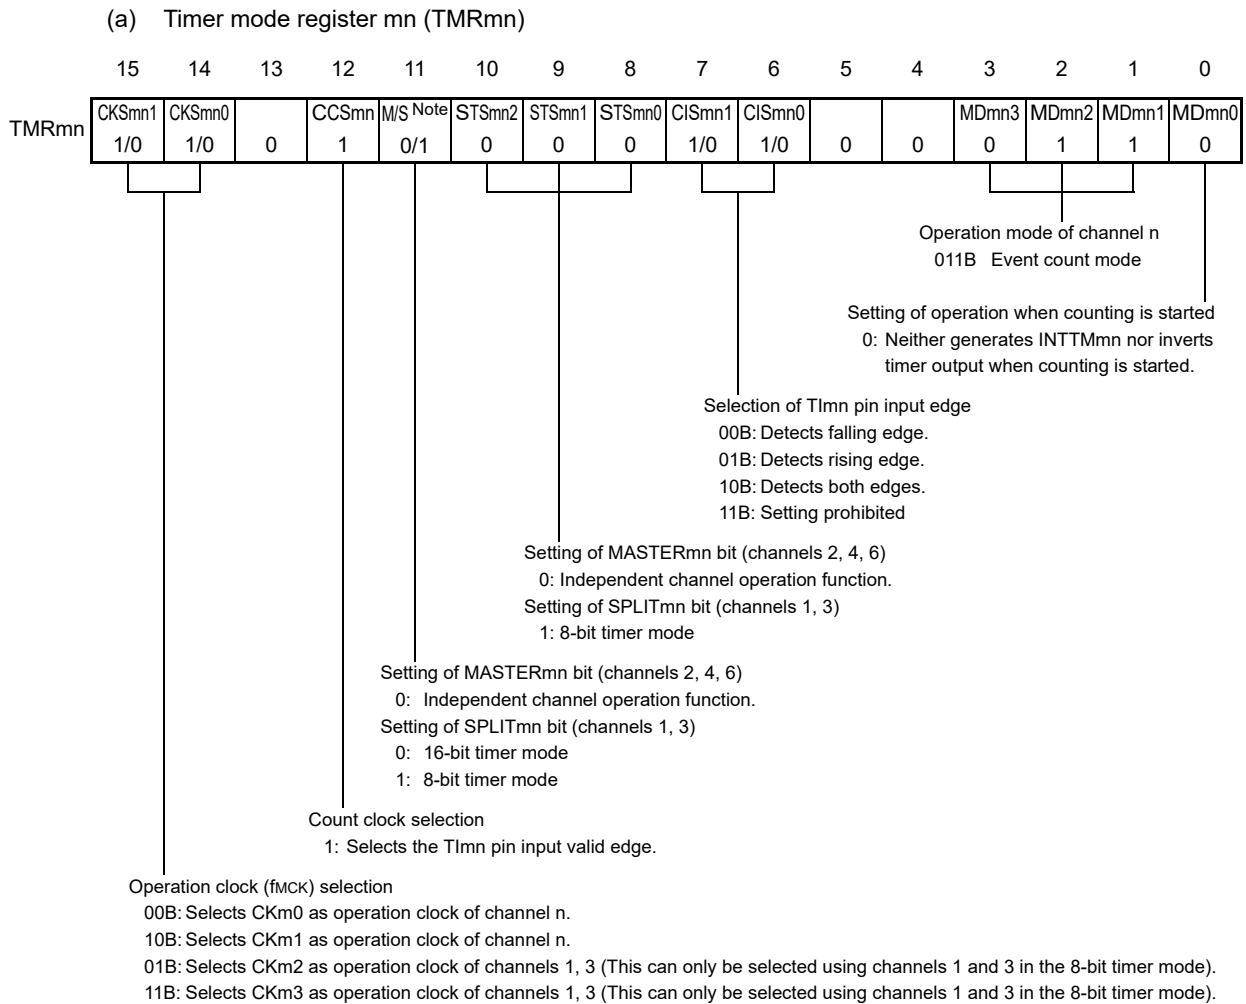 (a) Timer mode register mn (TMRmn)
15 14 13 12 11 10 9 8 7 6 5 4 3 2 1 0
TMRmn CKSmn1 CKSmn0 CCSmn M/S Note STSmn2 STSmn1 STSmn0 CISmn1 CISmn0 MDmn3 MDmn2 MDmn1 MDmn0
1/0 1/0 0 1 0/1 0 0 0 1/0 1/0 0 0 0 1 1 0
Operation mode of channel n
011B Event count mode
Setting of operation when counting is started
0: Neither generates INTTMmn nor inverts
timer output when counting is started.
Selection of TImn pin input edge
00B: Detects falling edge.
01B: Detects rising edge.
10B: Detects both edges.
11B: Setting prohibited
Setting of MASTERmn bit (channels 2, 4, 6)
0: Independent channel operation function.
Setting of SPLITmn bit (channels 1, 3)
1: 8-bit timer mode
Setting of MASTERmn bit (channels 2, 4, 6)
0: Independent channel operation function.
Setting of SPLITmn bit (channels 1, 3)
0: 16-bit timer mode
1: 8-bit timer mode
Count clock selection
1: Selects the TImn pin input valid edge.
Operation clock (fMCK) selection
00B: Selects CKm0 as operation clock of channel n.
10B: Selects CKm1 as operation clock of channel n.
01B: Selects CKm2 as operation clock of channels 1, 3 (This can only be selected using channels 1 and 3 in the 8-bit timer mode).
11B: Selects CKm3 as operation clock of channels 1, 3 (This can only be selected using channels 1 and 3 in the 8-bit timer mode).